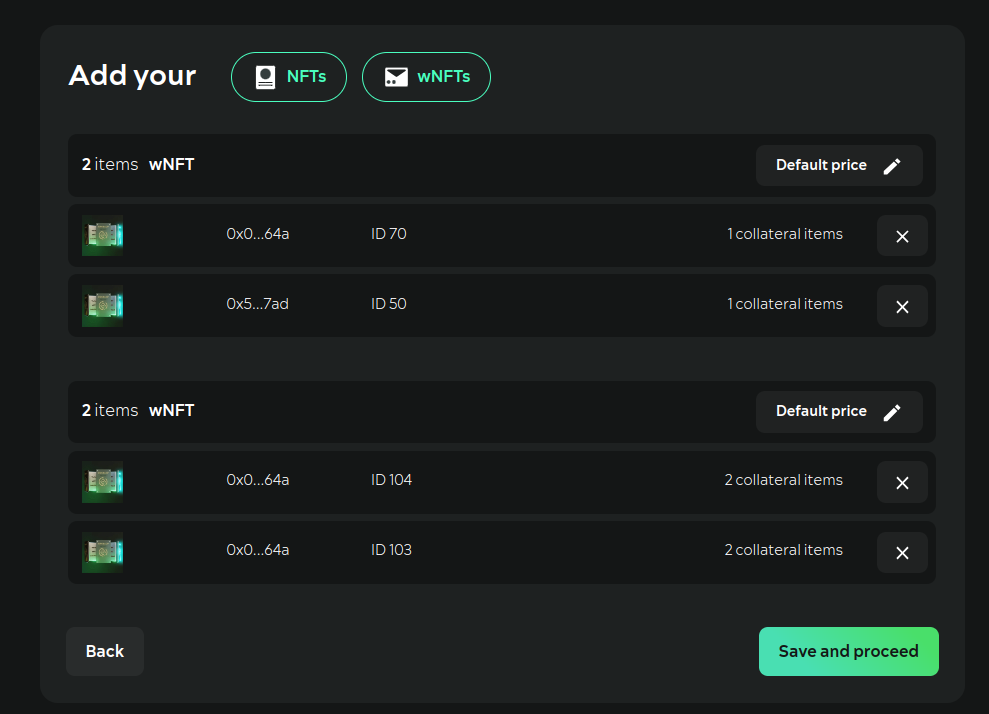 Add your NFTs wNFTs
2 items wNFT Default price
0x0...64a ID 70 1 collateral items
0x5...7ad ID 50 1 collateral items
2 items wNFT Default price
0x0...64a ID 104 2 collateral items
0x0...64a ID 103 2 collateral items
Back Save and proceed